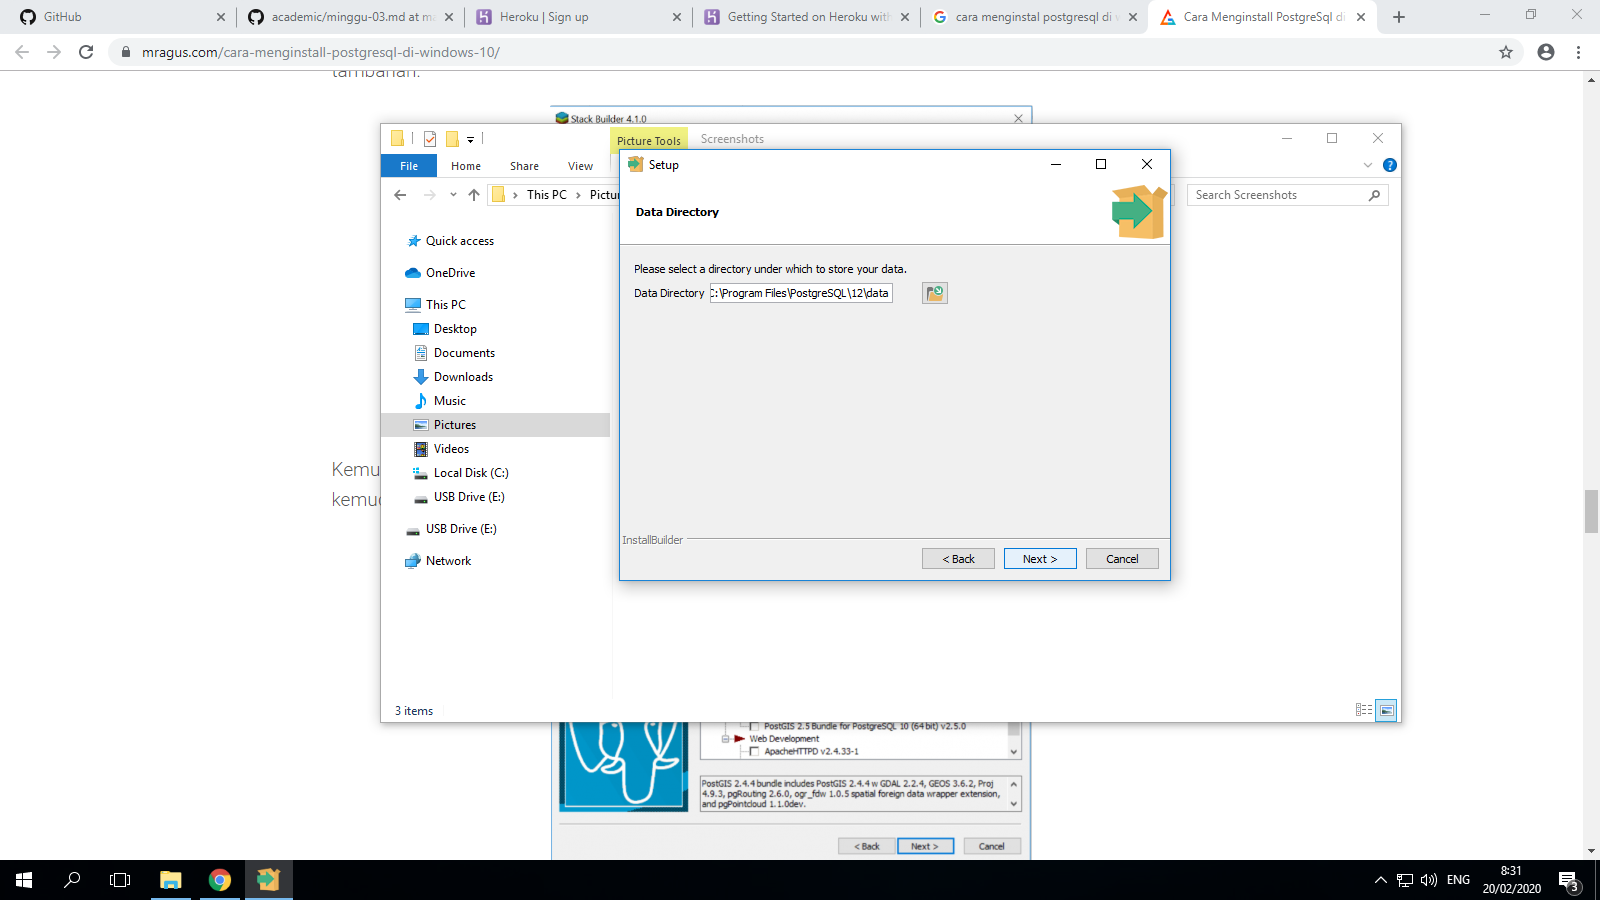 GitHub
academic/minggu-03.md at ma
Heroku | Sign up
Getting Started on Heroku with
cara menginstal postgresql di w
Cara Menginstall PostgreSql di
mragus.com/cara-menginstall-postgresql-di-windows-10/
tambahan.
Stack Builder 4.1.0
Picture Tools
Screenshots
File
Home
Share
View
This PC
Pictur
Search Screenshots
Quick access
OneDrive
This PC
Desktop
Documents
Downloads
Music
Pictures
Videos
Local Disk (C:)
USB Drive (E:)
USB Drive (E:)
Network
3 items
Setup
Data Directory
Please select a directory under which to store your data.
Data Directory
C:\Program Files\PostgreSQL\12\data
InstallBuilder
< Back
Next >
Cancel
Kemu
kemud
PostGIS 2.5 Bundle for PostgreSQL 10 (64 bit) v2.5.0
Web Development
ApacheHTTPD v2.4.33-1
PostGIS 2.4.4 bundle includes PostGIS 2.4.4 w GDAL 2.2.4, GEOS 3.6.2, Proj
4.9.3, pgRouting 2.6.0, ogr_fdw 1.0.5 spatial foreign data wrapper extension,
and pgPointcloud 1.1.0dev.
< Back
Next >
Cancel
ENG
8:31
20/02/2020
3